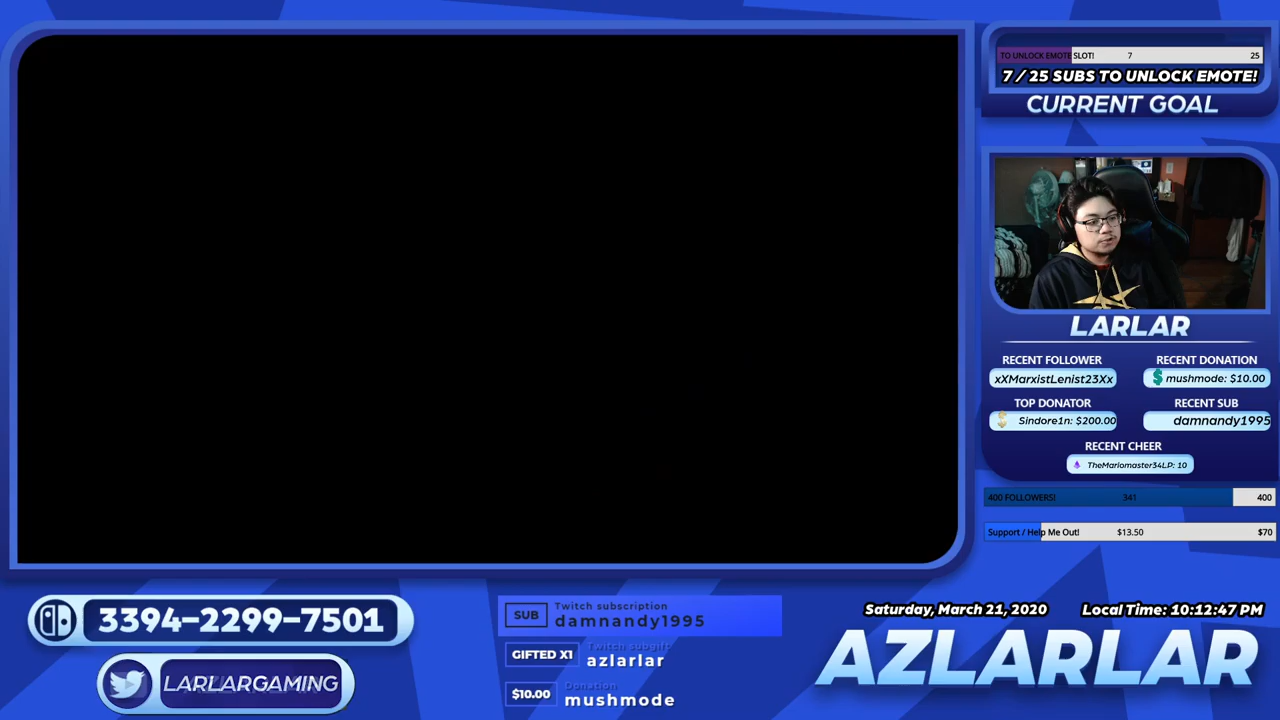 TO UNLOCK EMOTE SLOT! 7 25
7 / 25 SUBS TO UNLOCK EMOTE!
CURRENT GOAL
LARLAR
RECENT FOLLOWER
xXMarxistLenist23Xx
RECENT DONATION
mushmode: $10.00
TOP DONATOR
Sindore1n: $200.00
RECENT SUB
damnandy1995
RECENT CHEER
TheMariomaster34LP: 10
400 FOLLOWERS! 341 400
Support / Help Me Out! $13.50 $70
3394-2299-7501
LARLARGAMING
SUB
Twitch subscription
damnandy1995
GIFTED X1
Twitch subgift
azlarlar
$10.00
Donation
mushmode
Saturday, March 21, 2020
Local Time: 10:12:47 PM
AZLARLAR